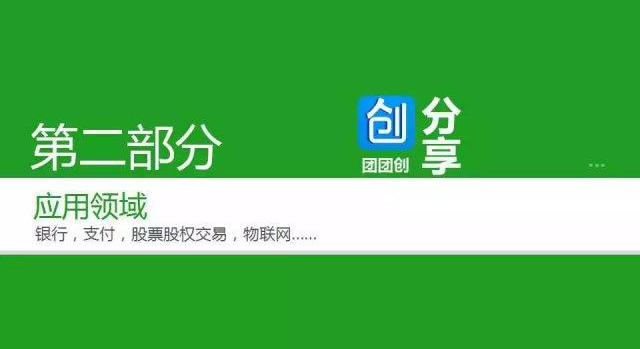 第二部分
创
团团创
分享
...
应用领域
银行，支付，股票股权交易，物联网……